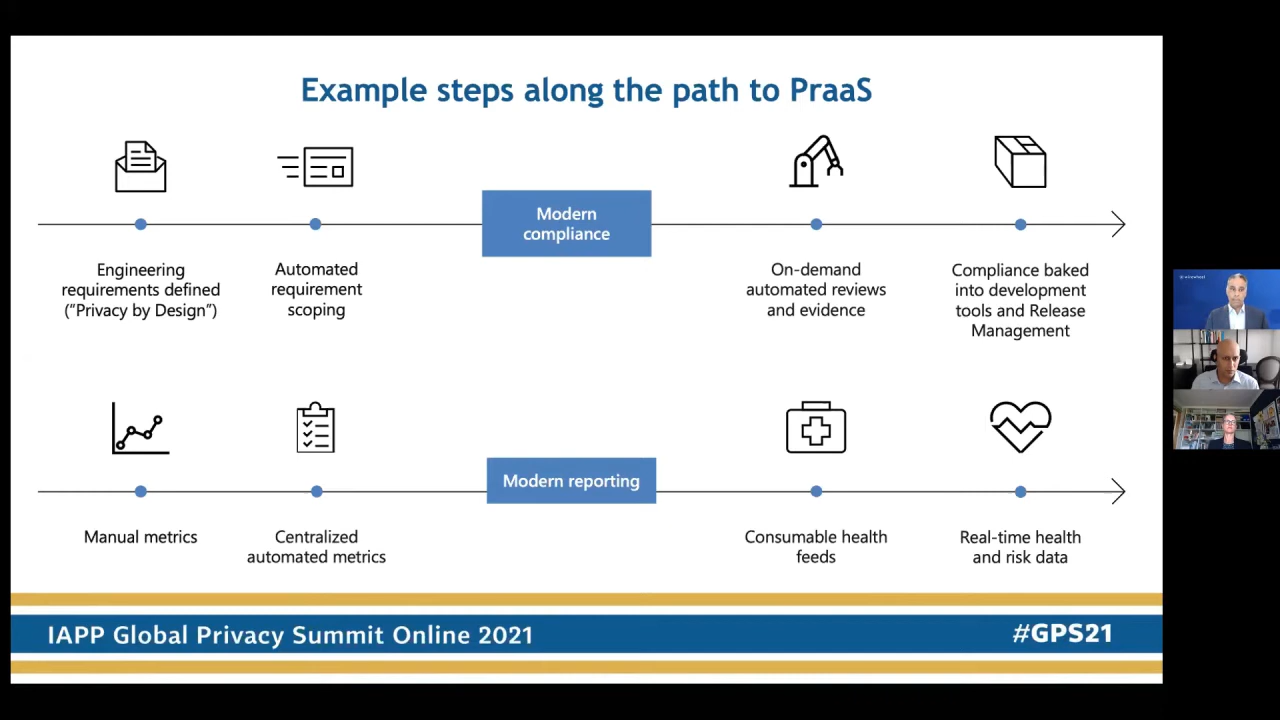 Example steps along the path to PraaS
Modern
compliance
Engineering
requirements defined
("Privacy by Design")
Automated
requirement
scoping
On-demand
automated reviews
and evidence
Compliance baked
into development
tools and Release
Management
Modern reporting
Manual metrics
Centralized
automated metrics
Consumable health
feeds
Real-time health
and risk data
IAPP Global Privacy Summit Online 2021
#GPS21